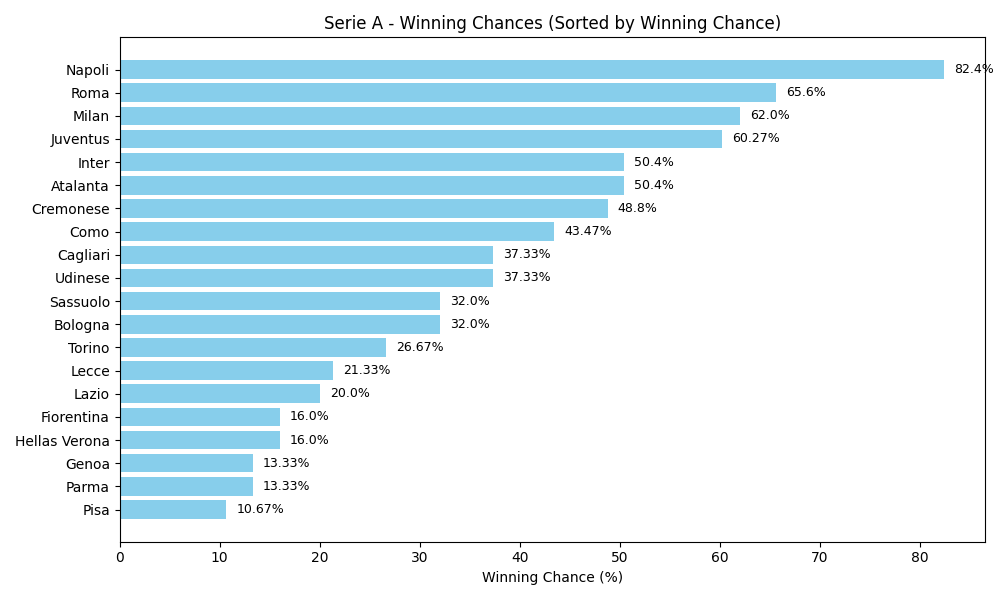 Serie A - Winning Chances (Sorted by Winning Chance)
Napoli 82.4%
Roma 65.6%
Milan 62.0%
Juventus 60.27%
Inter 50.4%
Atalanta 50.4%
Cremonese 48.8%
Como 43.47%
Cagliari 37.33%
Udinese 37.33%
Sassuolo 32.0%
Bologna 32.0%
Torino 26.67%
Lecce 21.33%
Lazio 20.0%
Fiorentina 16.0%
Hellas Verona 16.0%
Genoa 13.33%
Parma 13.33%
Pisa 10.67%
0 10 20 30 40 50 60 70 80
Winning Chance (%)